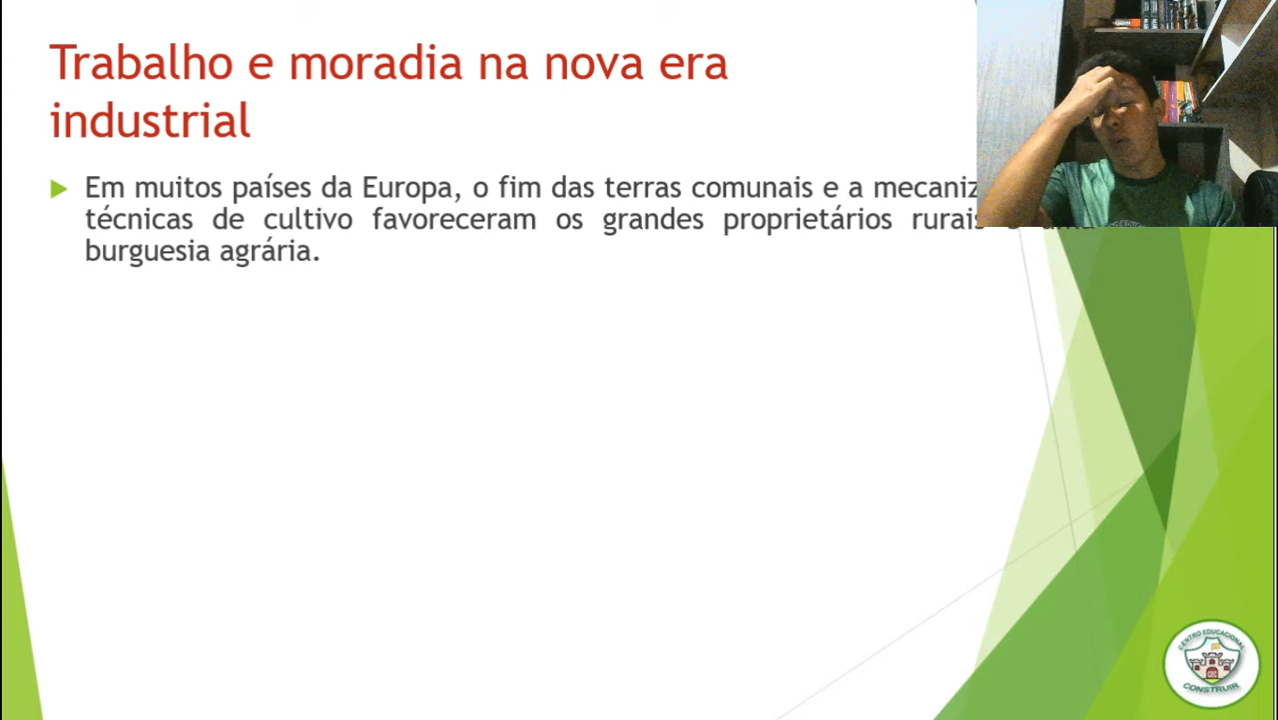 Trabalho e moradia na nova era
industrial
Em muitos países da Europa, o fim das terras comunais e a
técnicas de cultivo favoreceram os grandes proprietários rurais
burguesia agrária.
CENTRO EDUCACIONAL
CEC
CONSTRUIR